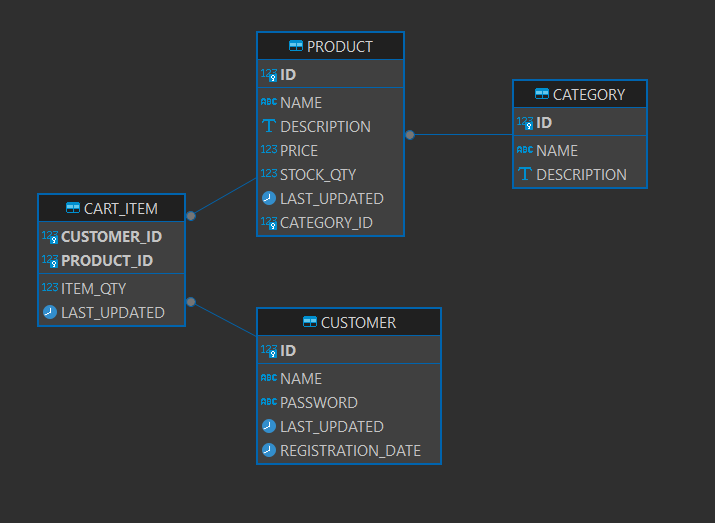 PRODUCT
123 ID
ABC NAME
T DESCRIPTION
123 PRICE
123 STOCK_QTY
LAST_UPDATED
123 CATEGORY_ID
CATEGORY
123 ID
ABC NAME
T DESCRIPTION
CART_ITEM
123 CUSTOMER_ID
123 PRODUCT_ID
123 ITEM_QTY
LAST_UPDATED
CUSTOMER
123 ID
ABC NAME
ABC PASSWORD
LAST_UPDATED
REGISTRATION_DATE